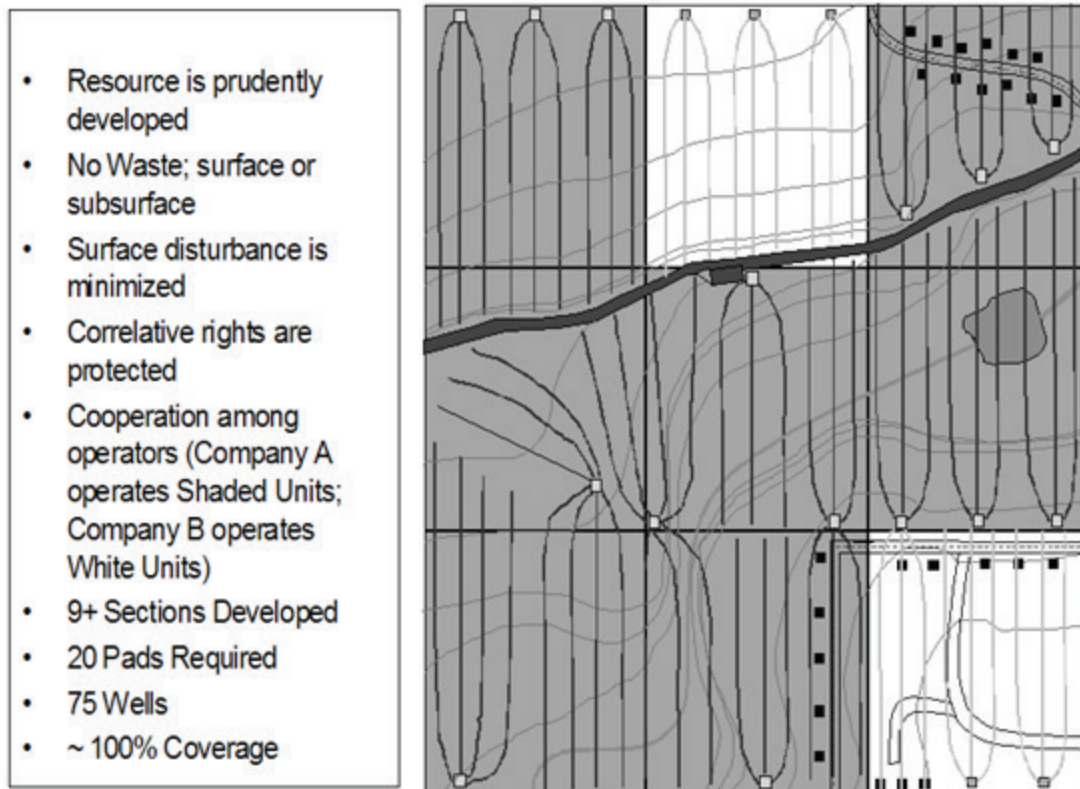 • Resource is prudently
developed
• No Waste; surface or
subsurface
• Surface disturbance is
minimized
• Correlative rights are
protected
• Cooperation among
operators (Company A
operates Shaded Units;
Company B operates
White Units)
• 9+ Sections Developed
• 20 Pads Required
• 75 Wells
• ~ 100% Coverage